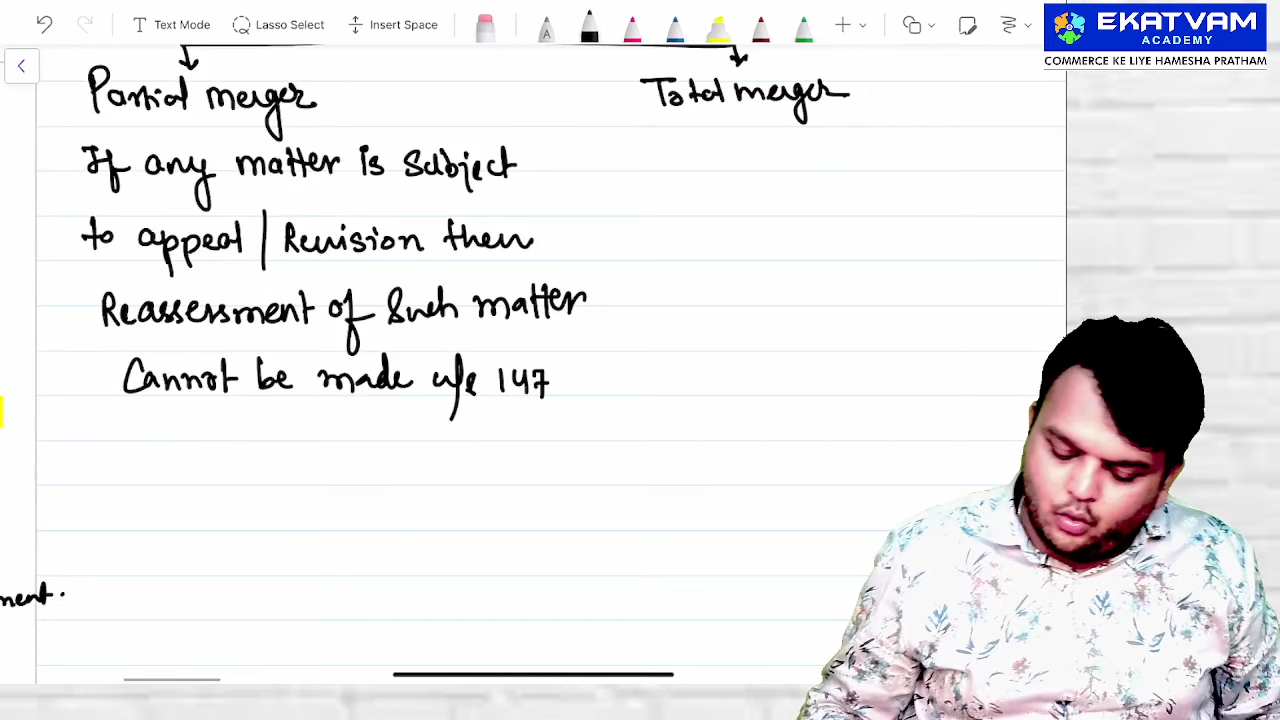 Text Mode
Lasso Select
Insert Space
A
EKATVAM
ACADEMY
COMMERCE KE LIYE HAMESHA PRATHAM
Partial merger
Total merger
If any matter is subject
to appeal | Revision then
Reassessment of Such matter
Cannot be made u/s 147
ment.